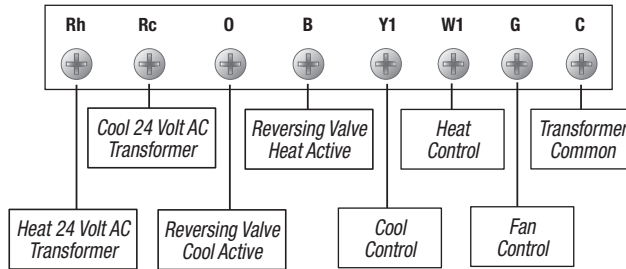 Rh Rc O B Y1 W1 G C
Cool 24 Volt AC
Transformer
Reversing Valve
Heat Active
Heat
Control
Transformer
Common
Heat 24 Volt AC
Transformer
Reversing Valve
Cool Active
Cool
Control
Fan
Control